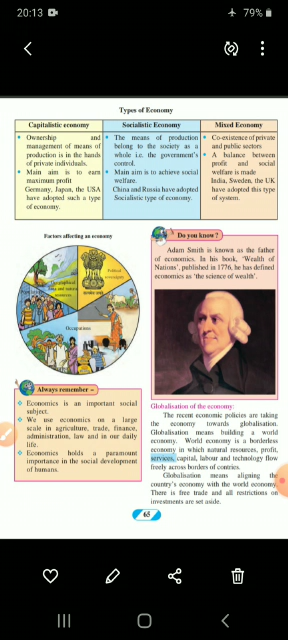 20:13
79%
Types of Economy
Capitalistic economy
Socialistic Economy
Mixed Economy
• Ownership and
management of means of
production is in the hands
of private individuals.
• Main aim is to earn
maximum profit
Germany, Japan, the USA
have adopted such a type
of economy.
• The means of production
belong to the society as a
whole i.e. the government's
control.
• Main aim is to achieve social
welfare.
China and Russia have adopted
Socialistic type of economy.
• Co-existence of private
and public sectors
• A balance between
profit and social
welfare is made
India, Sweden, the UK
have adopted this type
of system.
Factors affecting an economy
Political
Geographical
Occupations
Always remember –
❖ Economics is an important social
subject.
❖ We use economics on a large
scale in agriculture, trade, finance,
administration, law and in our daily
life.
❖ Economics holds a paramount
importance in the social development
of humans.
Do you know ?
Adam Smith is known as the father
of economics. In his book, 'Wealth of
Nations', published in 1776, he has defined
economics as 'the science of wealth'.
Globalisation of the economy:
The recent economic policies are taking
the economy towards globalisation.
Globalisation means building a world
economy. World economy is a borderless
economy in which natural resources, profit,
services, capital, labour and technology flow
freely across borders of contries.
Globalisation means aligning the
country's economy with the world economy.
There is free trade and all restrictions on
investments are set aside.
65